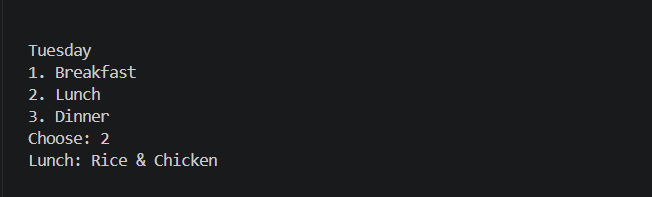 Tuesday
1. Breakfast
2. Lunch
3. Dinner
Choose: 2
Lunch: Rice & Chicken